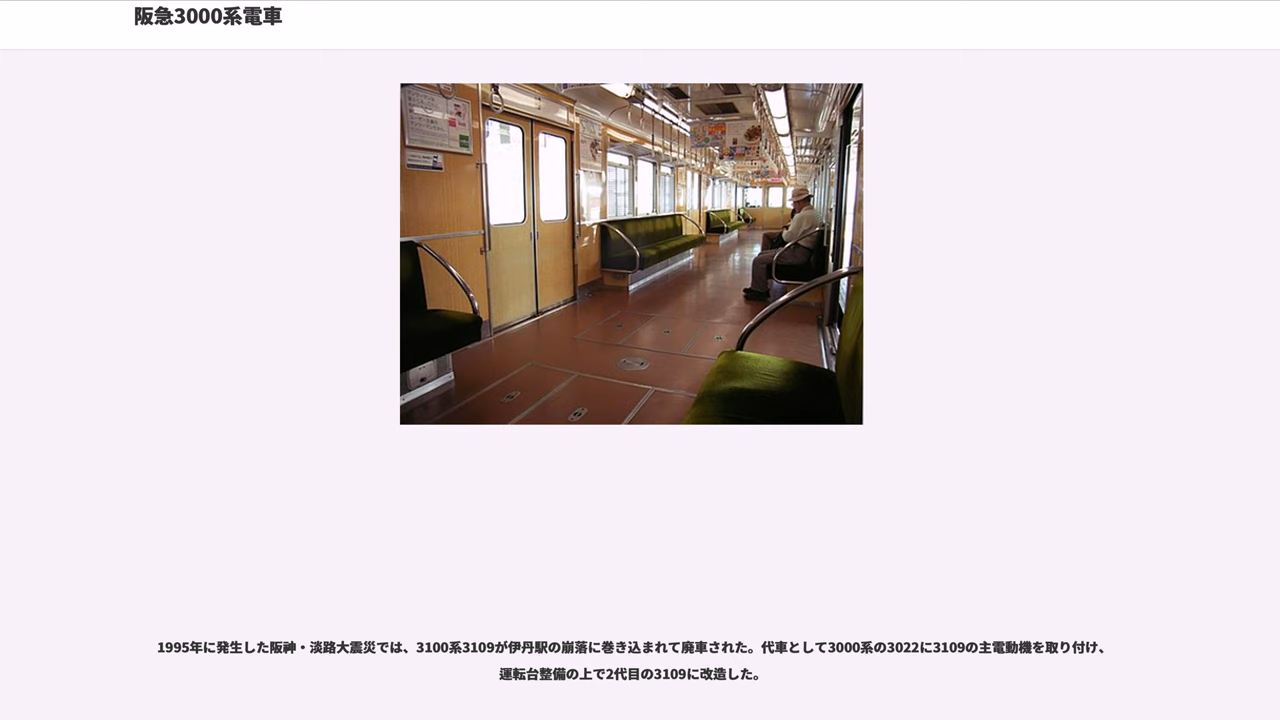 阪急3000系電車
1995年に発生した阪神・淡路大震災では、3100系3109が伊丹駅の崩落に巻き込まれて廃車された。代車として3000系の3022に3109の主電動機を取り付け、
運転台整備の上で2代目の3109に改造した。